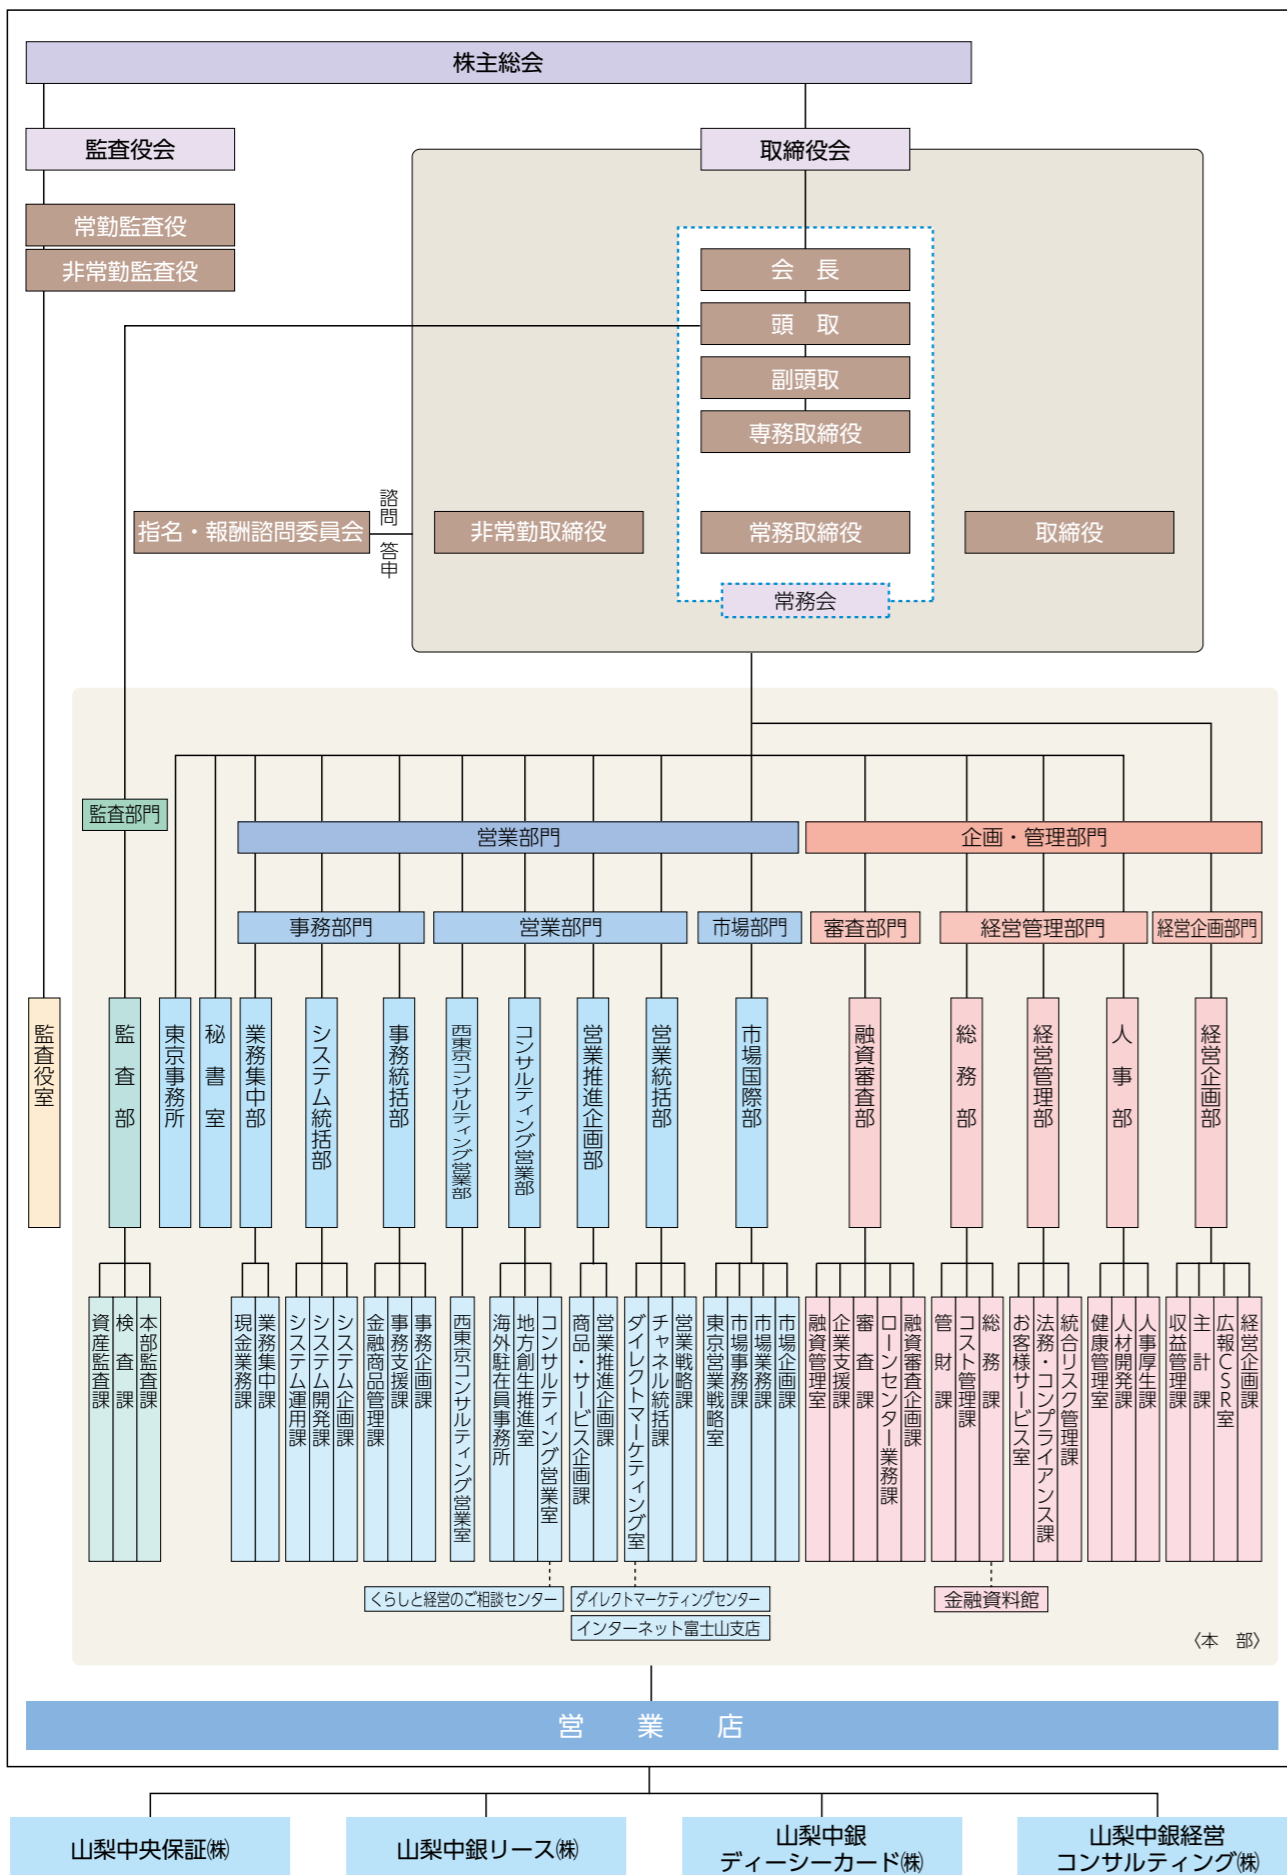 株主総会
監査役会
取締役会
常勤監査役
非常勤監査役
会　長
頭　取
副頭取
専務取締役
指名・報酬諮問委員会
諮問
答申
非常勤取締役
常務取締役
取締役
常務会
監査部門
営業部門
企画・管理部門
事務部門
営業部門
市場部門
審査部門
経営管理部門
経営企画部門
監査役室
監査部
東京事務所
秘書室
業務集中部
システム統括部
事務統括部
西東京コンサルティング営業部
コンサルティング営業部
営業推進企画部
営業統括部
市場国際部
融資審査部
総務部
経営管理部
人事部
経営企画部
資産監査課
検査課
本部監査課
現金業務課
業務集中課
システム運用課
システム開発課
システム企画課
金融商品管理課
事務支援課
事務企画課
西東京コンサルティング営業室
海外駐在員事務所
地方創生推進室
コンサルティング営業室
商品・サービス企画課
営業推進企画課
ダイレクトマーケティング室
チャネル統括課
営業戦略課
東京営業戦略室
市場事務課
市場業務課
市場企画課
融資管理室
企業支援課
審査課
ローンセンター業務課
融資審査企画課
管財課
コスト管理課
総務課
お客様サービス室
法務・コンプライアンス課
統合リスク管理課
健康管理室
人材開発課
人事厚生課
収益管理課
主計課
広報CSR室
経営企画課
くらしと経営のご相談センター
ダイレクトマーケティングセンター
インターネット富士山支店
金融資料館
〈本　部〉
営　業　店
山梨中央保証㈱
山梨中銀リース㈱
山梨中銀
ディーシーカード㈱
山梨中銀経営
コンサルティング㈱